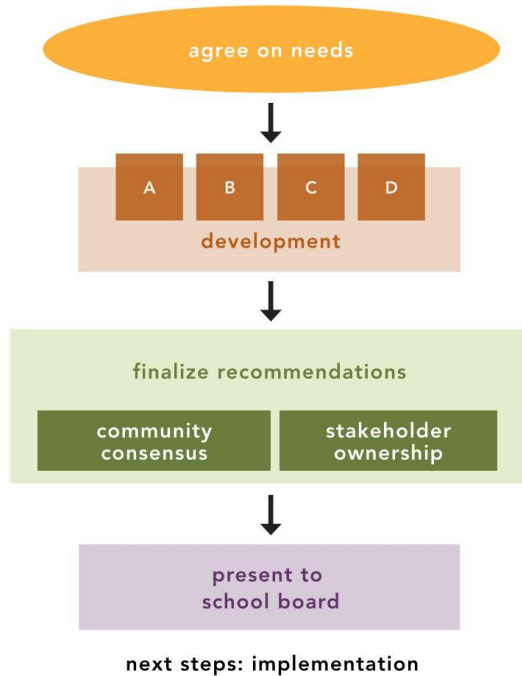 agree on needs
A B C D
development
finalize recommendations
community
consensus
stakeholder
ownership
present to
school board
next steps: implementation